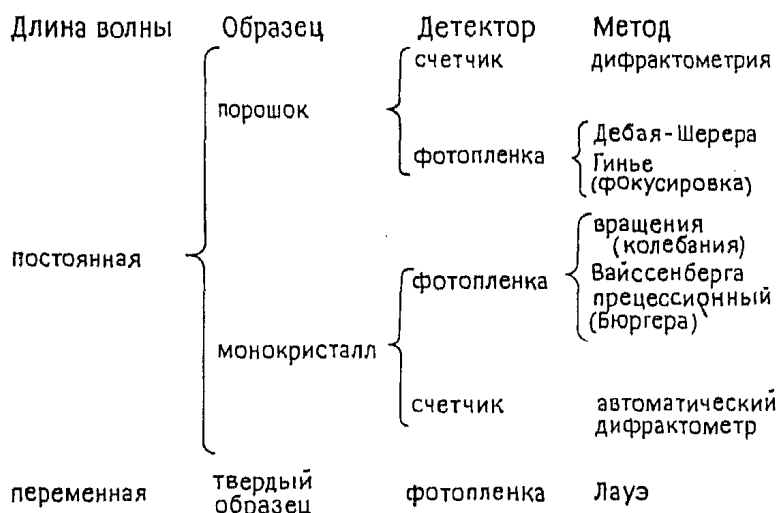 Длина волны Образец Детектор Метод
счетчик дифрактометрия
порошок
фотопленка Дебая-Шерера
Гинье
(фокусировка)
вращения
(колебания)
постоянная
фотопленка Вайссенберга
прецессионный
(Бюргера)
монокристалл
счетчик автоматический
дифрактометр
переменная твердый
образец фотопленка Лауэ